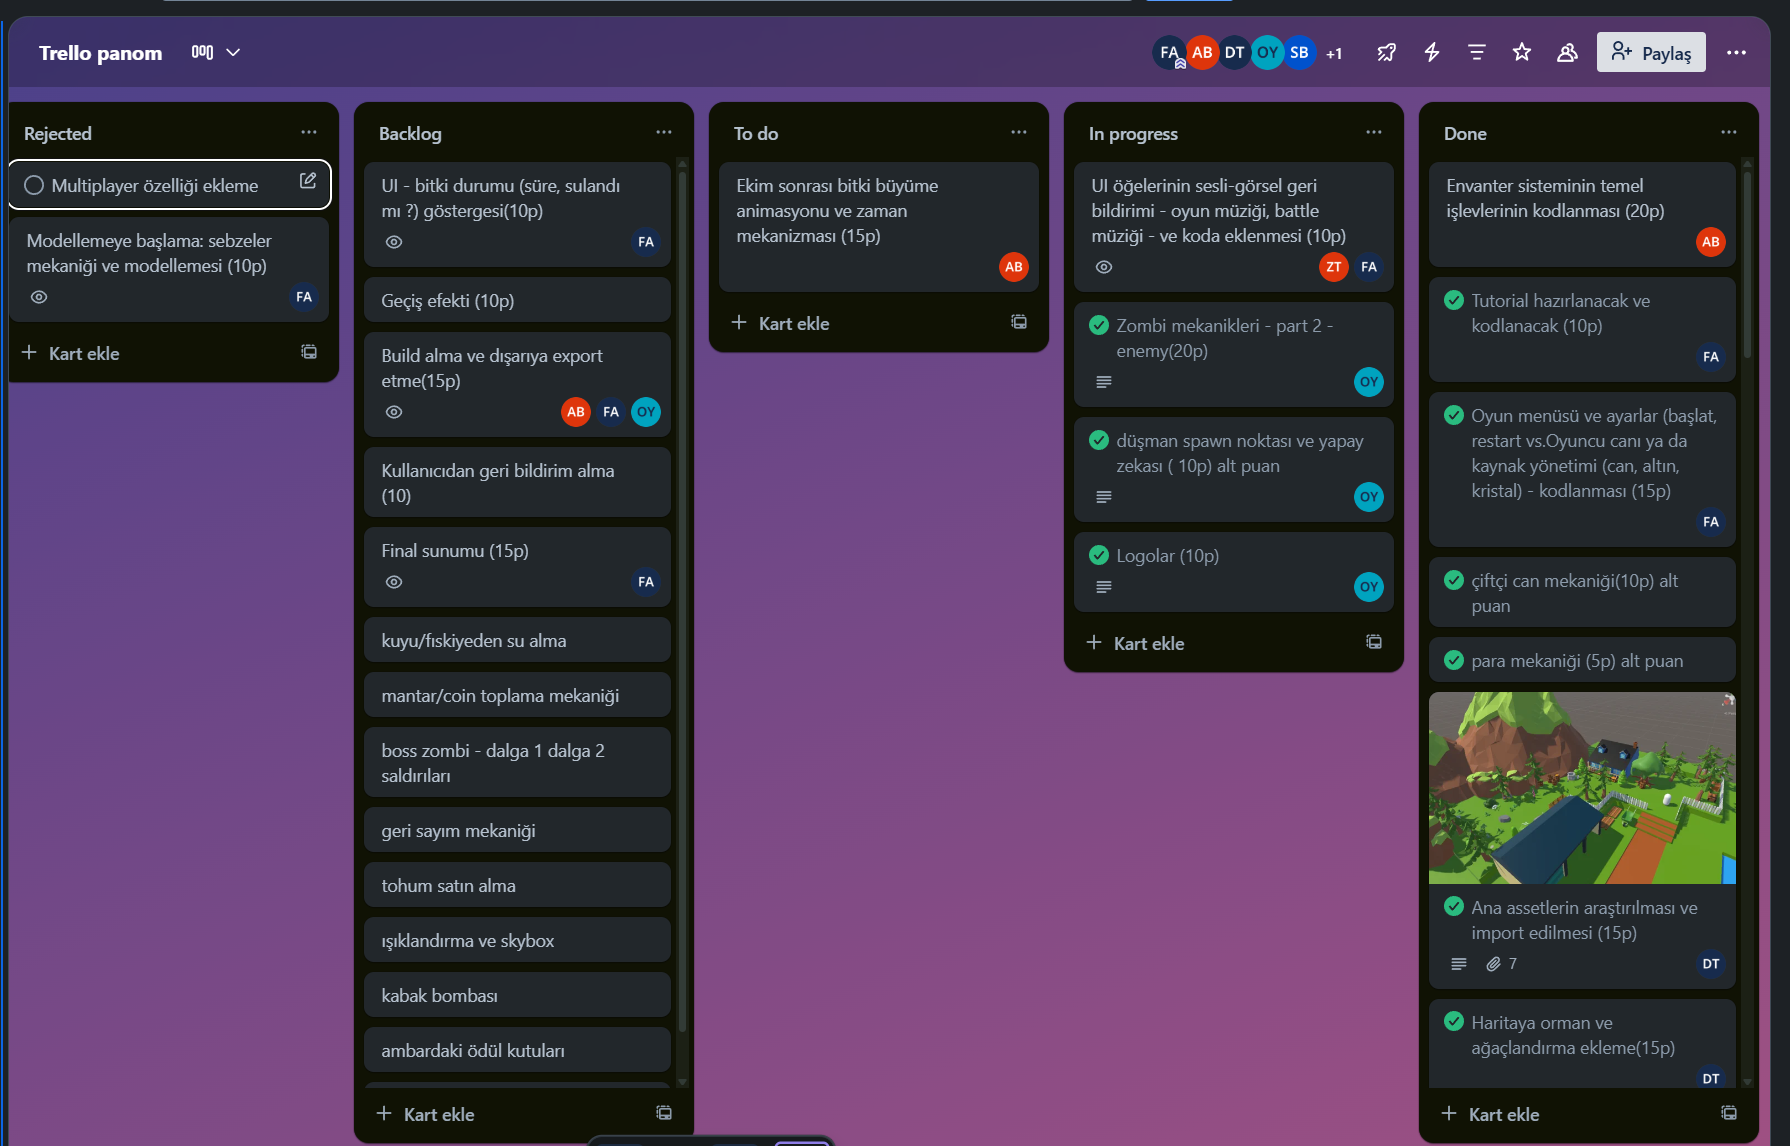 Trello panom
FA AB DT OY SB +1
Paylaş
Rejected
Multiplayer özelliği ekleme
Modellemeye başlama: sebzeler
mekaniği ve modellemesi (10p)
FA
Kart ekle
Backlog
UI - bitki durumu (süre, sulandı
mı ?) göstergesi(10p)
FA
Geçiş efekti (10p)
Build alma ve dışarıya export
etme(15p)
AB FA OY
Kullanıcıdan geri bildirim alma
(10)
Final sunumu (15p)
FA
kuyu/fıskiyeden su alma
mantar/coin toplama mekaniği
boss zombi - dalga 1 dalga 2
saldırıları
geri sayım mekaniği
tohum satın alma
ışıklandırma ve skybox
kabak bombası
ambardaki ödül kutuları
Kart ekle
To do
Ekim sonrası bitki büyüme
animasyonu ve zaman
mekanizması (15p)
AB
Kart ekle
In progress
UI öğelerinin sesli-görsel geri
bildirimi - oyun müziği, battle
müziği - ve koda eklenmesi (10p)
ZT FA
Zombi mekanikleri - part 2 -
enemy(20p)
OY
düşman spawn noktası ve yapay
zekası ( 10p) alt puan
OY
Logolar (10p)
OY
Kart ekle
Done
Envanter sisteminin temel
işlevlerinin kodlanması (20p)
AB
Tutorial hazırlanacak ve
kodlanacak (10p)
FA
Oyun menüsü ve ayarlar (başlat,
restart vs.Oyuncu canı ya da
kaynak yönetimi (can, altın,
kristal) - kodlanması (15p)
FA
çiftçi can mekaniği(10p) alt
puan
para mekaniği (5p) alt puan
Ana assetlerin araştırılması ve
import edilmesi (15p)
7
DT
Haritaya orman ve
ağaçlandırma ekleme(15p)
DT
Kart ekle